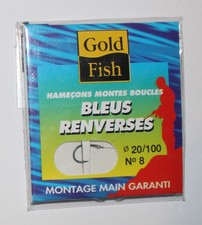 Gold
Fish
HAMEÇONS MONTES BOUCLES
BLEUS
RENVERSES
Ø 20/100
N° 8
MONTAGE MAIN GARANTI